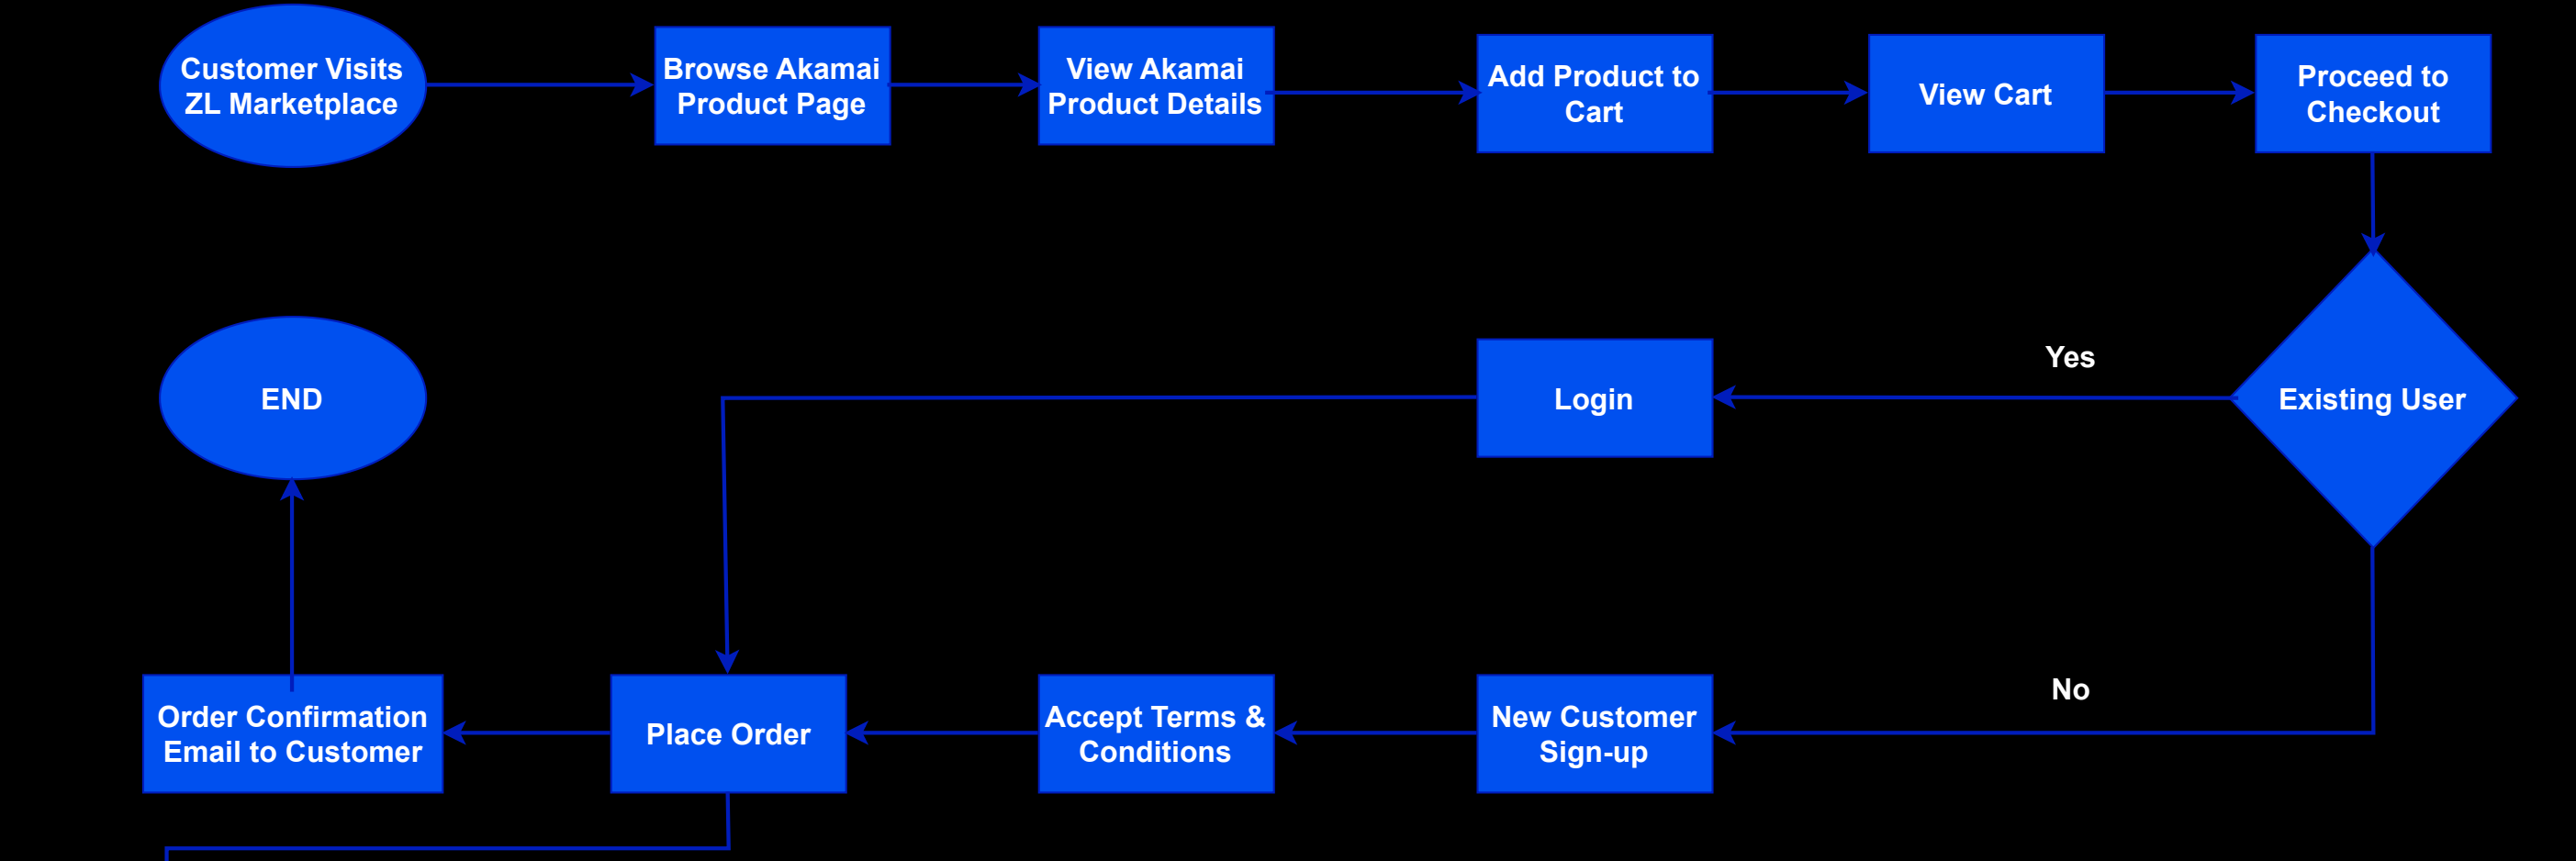 Customer Visits
ZL Marketplace
Browse Akamai
Product Page
View Akamai
Product Details
Add Product to
Cart
View Cart
Proceed to
Checkout
END
Login
Yes
Existing User
No
Order Confirmation
Email to Customer
Place Order
Accept Terms &
Conditions
New Customer
Sign-up